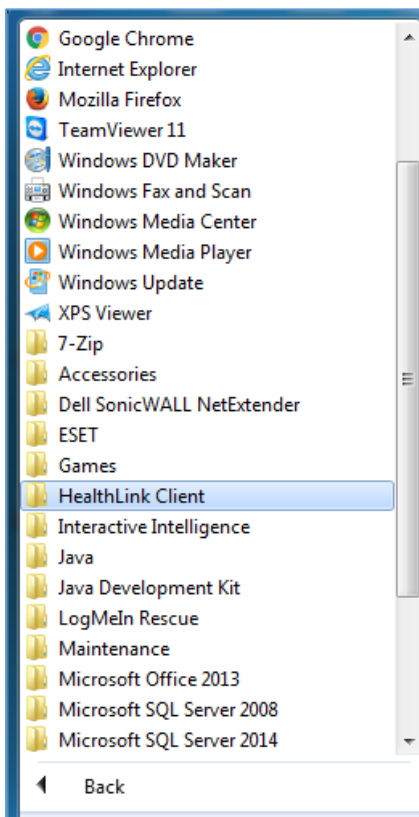 Google Chrome
Internet Explorer
Mozilla Firefox
TeamViewer 11
Windows DVD Maker
Windows Fax and Scan
Windows Media Center
Windows Media Player
Windows Update
XPS Viewer
7-Zip
Accessories
Dell SonicWALL NetExtender
ESET
Games
HealthLink Client
Interactive Intelligence
Java
Java Development Kit
LogMeIn Rescue
Maintenance
Microsoft Office 2013
Microsoft SQL Server 2008
Microsoft SQL Server 2014
Back